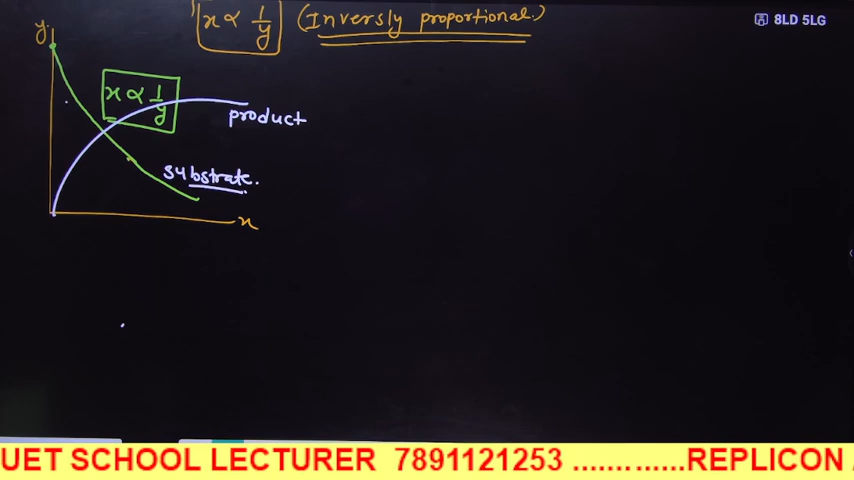 x ∝ 1/y (Inversly proportional.)
8LD 5LG
y
x ∝ 1/y
product
substrate.
x
UET SCHOOL LECTURER 7891121253 ............REPLICON